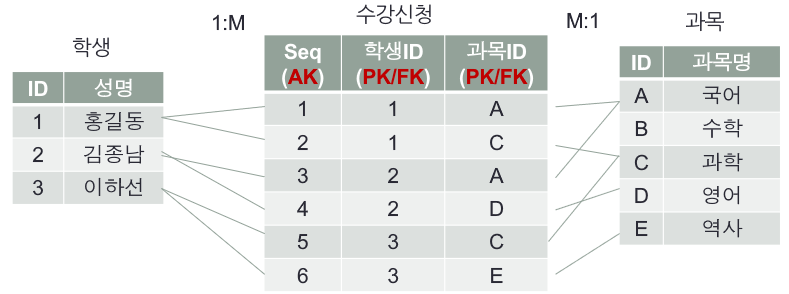 학생
ID 성명
1 홍길동
2 김종남
3 이하선
1:M
수강신청
Seq 학생ID 과목ID
(AK) (PK/FK) (PK/FK)
1 1 A
2 1 C
3 2 A
4 2 D
5 3 C
6 3 E
M:1
과목
ID 과목명
A 국어
B 수학
C 과학
D 영어
E 역사